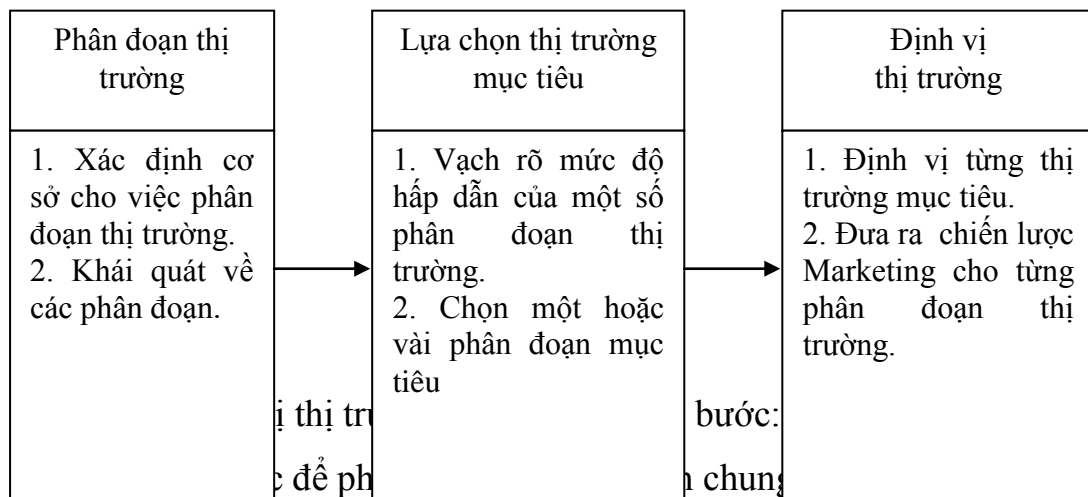 Phân đoạn thị
trường
1. Xác định cơ
sở cho việc phân
đoạn thị trường.
2. Khái quát về
các phân đoạn.
Lựa chọn thị trường
mục tiêu
1. Vạch rõ mức độ
hấp dẫn của một số
phân đoạn thị
trường.
2. Chọn một hoặc
vài phân đoạn mục
tiêu
Định vị
thị trường
1. Định vị từng thị
trường mục tiêu.
2. Đưa ra chiến lược
Marketing cho từng
phân đoạn thị
trường.
thị bước:
để chung